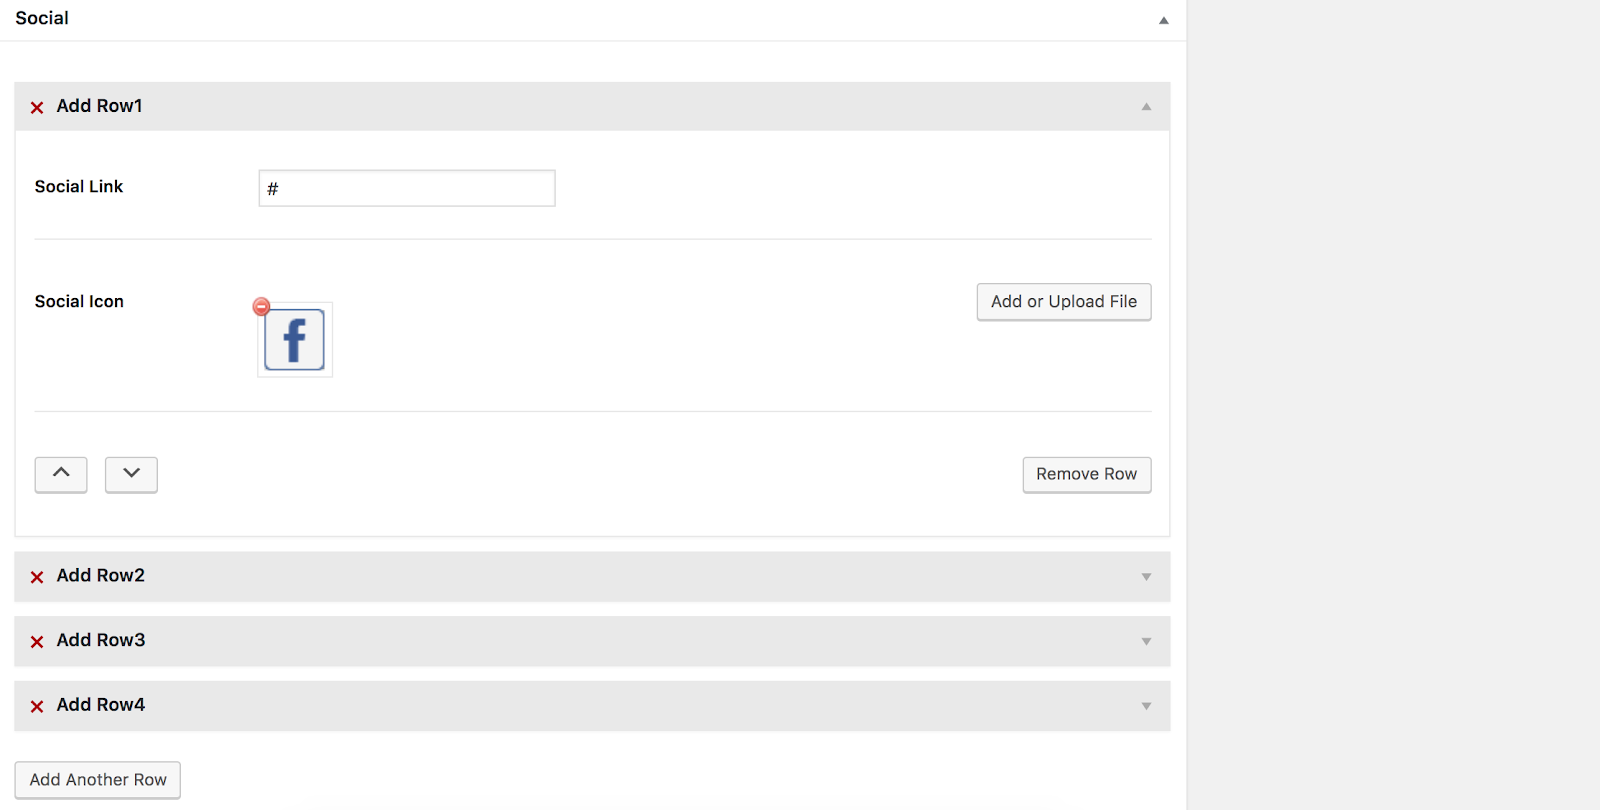 Social
Add Row1
Social Link
#
Social Icon
Add or Upload File
f
Remove Row
Add Row2
Add Row3
Add Row4
Add Another Row